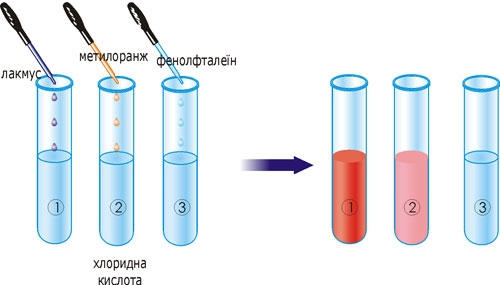 лакмус
метилоранж
фенолфталеїн
1 2 3
хлоридна
кислота
1 2 3